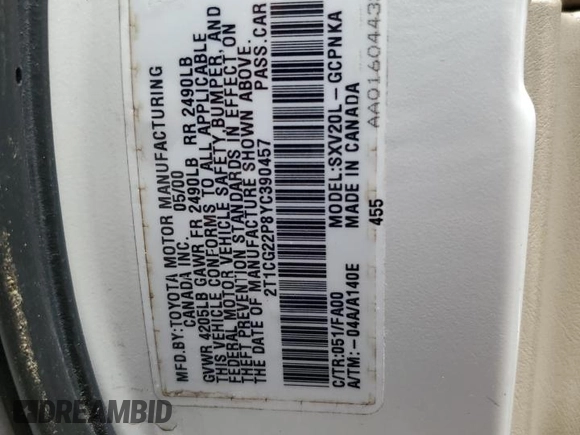 MFD.BY:TOYOTA MOTOR MANUFACTURING
CANADA INC. 05/00
GVWR 4205LB GAWR FR 2490LB RR 2490LB
THIS VEHICLE CONFORMS TO ALL APPLICABLE
FEDERAL MOTOR VEHICLE SAFETY, BUMPER, AND
THEFT PREVENTION STANDARDS IN EFFECT ON
THE DATE OF MANUFACTURE SHOWN ABOVE.
2T1CG22P8YC390457 PASS.CAR
C/TR:051/FA00 MODEL:SXV20L-GCPNKA
A/TM:-04A/A140E MADE IN CANADA
455
AA0160443
DREAMBID